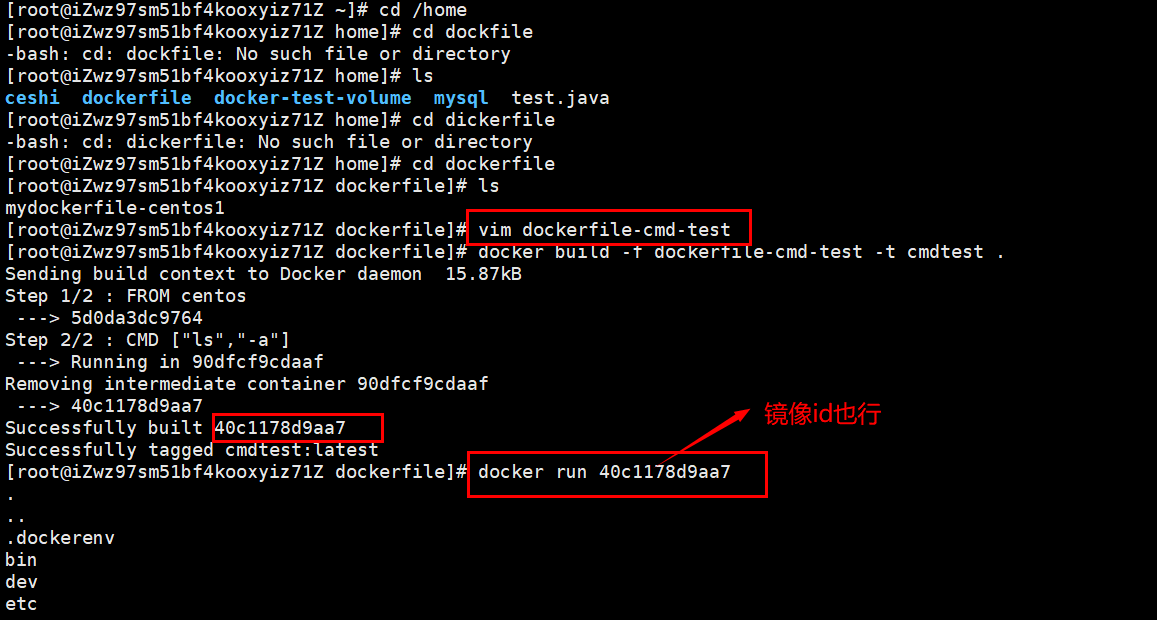 [root@iZwz97sm51bf4kooxyiz71Z ~]# cd /home
[root@iZwz97sm51bf4kooxyiz71Z home]# cd dockfile
-bash: cd: dockfile: No such file or directory
[root@iZwz97sm51bf4kooxyiz71Z home]# ls
ceshi  dockerfile  docker-test-volume  mysql  test.java
[root@iZwz97sm51bf4kooxyiz71Z home]# cd dickerfile
-bash: cd: dickerfile: No such file or directory
[root@iZwz97sm51bf4kooxyiz71Z home]# cd dockerfile
[root@iZwz97sm51bf4kooxyiz71Z dockerfile]# ls
mydockerfile-centos1
[root@iZwz97sm51bf4kooxyiz71Z dockerfile]# vim dockerfile-cmd-test
[root@iZwz97sm51bf4kooxyiz71Z dockerfile]# docker build -f dockerfile-cmd-test -t cmdtest .
Sending build context to Docker daemon  15.87kB
Step 1/2 : FROM centos
 ---> 5d0da3dc9764
Step 2/2 : CMD ["ls","-a"]
 ---> Running in 90dfcf9cdaaf
Removing intermediate container 90dfcf9cdaaf
 ---> 40c1178d9aa7
Successfully built 40c1178d9aa7
Successfully tagged cmdtest:latest
[root@iZwz97sm51bf4kooxyiz71Z dockerfile]# docker run 40c1178d9aa7
镜像id也行
.
..
.dockerenv
bin
dev
etc